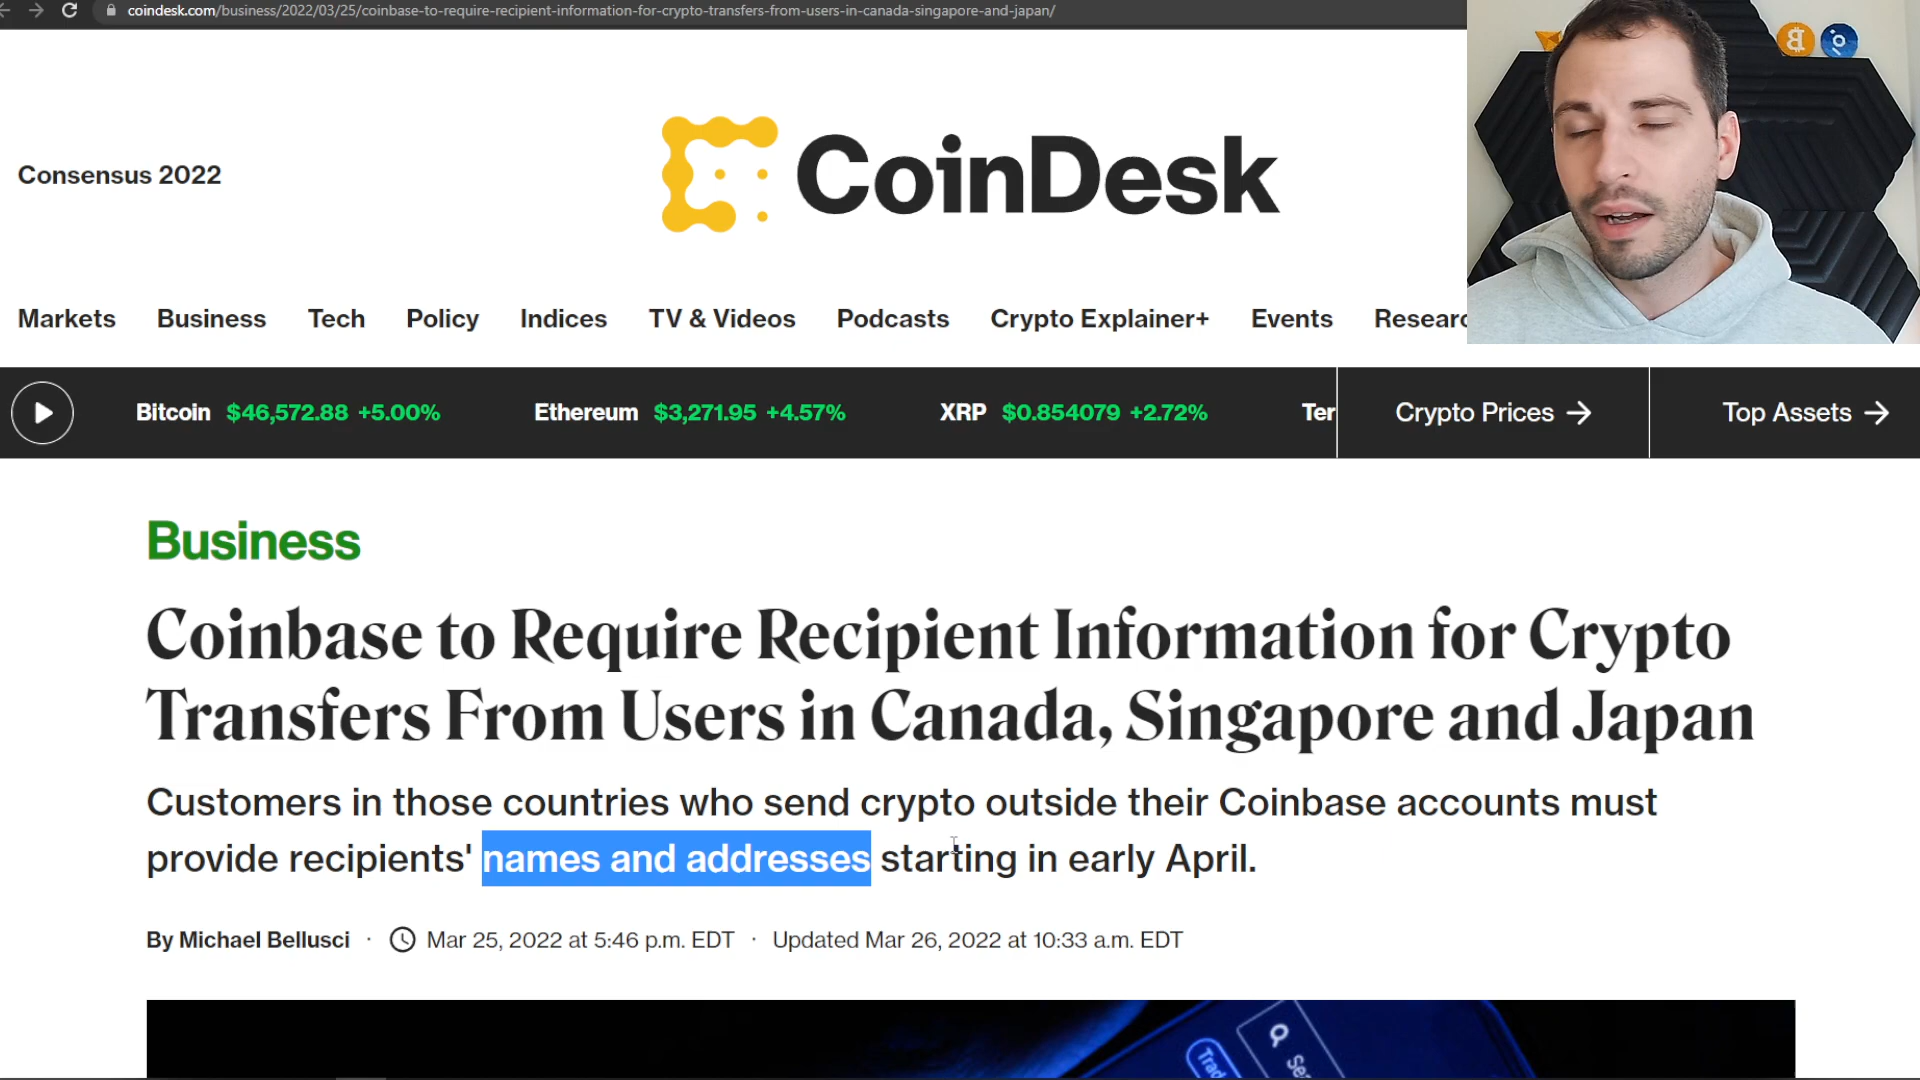 coindesk.com/business/2022/03/25/coinbase-to-require-recipient-information-for-crypto-transfers-from-users-in-canada-singapore-and-japan/
Consensus 2022
CoinDesk
Markets Business Tech Policy Indices TV & Videos Podcasts Crypto Explainer+ Events Researc
Bitcoin $46,572.88 +5.00% Ethereum $3,271.95 +4.57% XRP $0.854079 +2.72% Ter Crypto Prices → Top Assets →
Business
Coinbase to Require Recipient Information for Crypto
Transfers From Users in Canada, Singapore and Japan
Customers in those countries who send crypto outside their Coinbase accounts must
provide recipients' names and addresses starting in early April.
By Michael Bellusci · Mar 25, 2022 at 5:46 p.m. EDT · Updated Mar 26, 2022 at 10:33 a.m. EDT
Trad
Sea